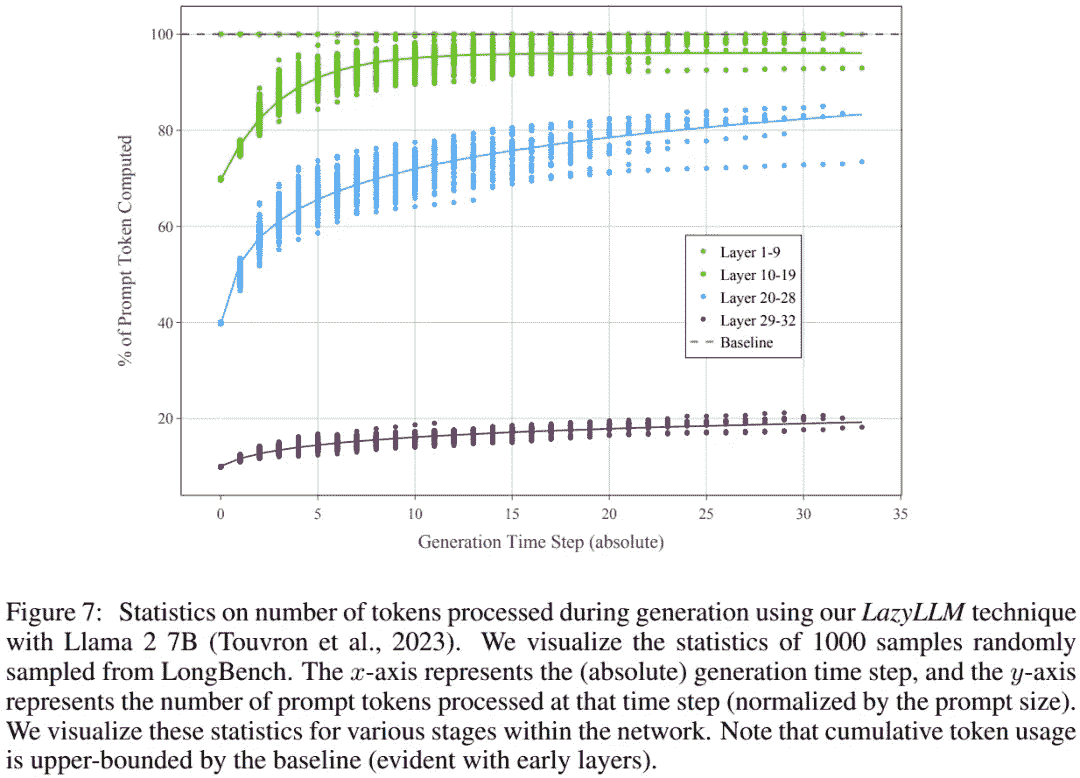 100
80
60
40
20
% of Prompt Token Computed
Layer 1-9
Layer 10-19
Layer 20-28
Layer 29-32
Baseline
0 5 10 15 20 25 30 35
Generation Time Step (absolute)
Figure 7: Statistics on number of tokens processed during generation using our LazyLLM technique
with Llama 2 7B (Touvron et al., 2023). We visualize the statistics of 1000 samples randomly
sampled from LongBench. The x-axis represents the (absolute) generation time step, and the y-axis
represents the number of prompt tokens processed at that time step (normalized by the prompt size).
We visualize these statistics for various stages within the network. Note that cumulative token usage
is upper-bounded by the baseline (evident with early layers).